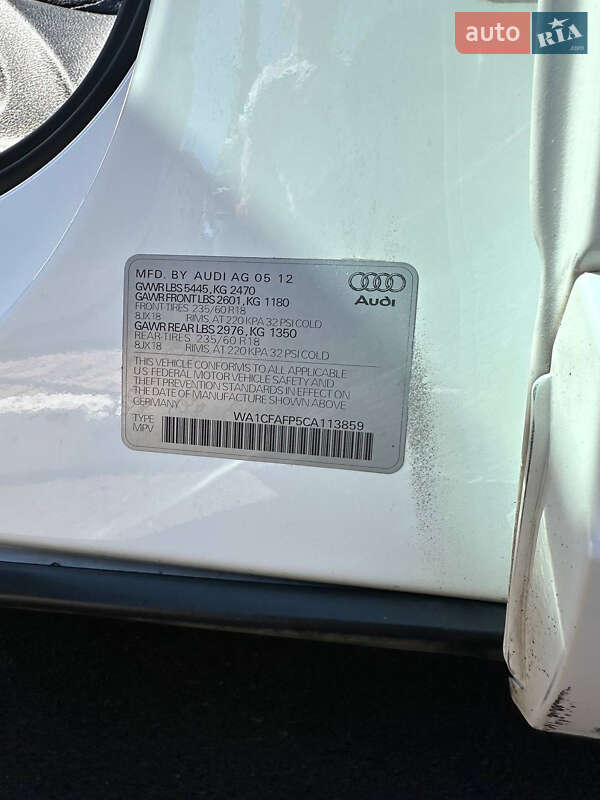 auto RIA.com
MFD. BY AUDI AG 05 12
GVWR LBS 5445, KG 2470
GAWR FRONT LBS 2601, KG 1180
FRONT-TIRES 235/60 R18
8JX18 RIMS, AT 220 KPA 32 PSI COLD
GAWR REAR LBS 2976, KG 1350
REAR-TIRES 235/60 R18
8JX18 RIMS, AT 220 KPA 32 PSI COLD
Audi
THIS VEHICLE CONFORMS TO ALL APPLICABLE
U S FEDERAL MOTOR VEHICLE SAFETY AND
THEFT PREVENTION STANDARDS IN EFFECT ON
THE DATE OF MANUFACTURE SHOWN ABOVE
GERMANY
TYPE WA1CFAFP5CA113859
MPV